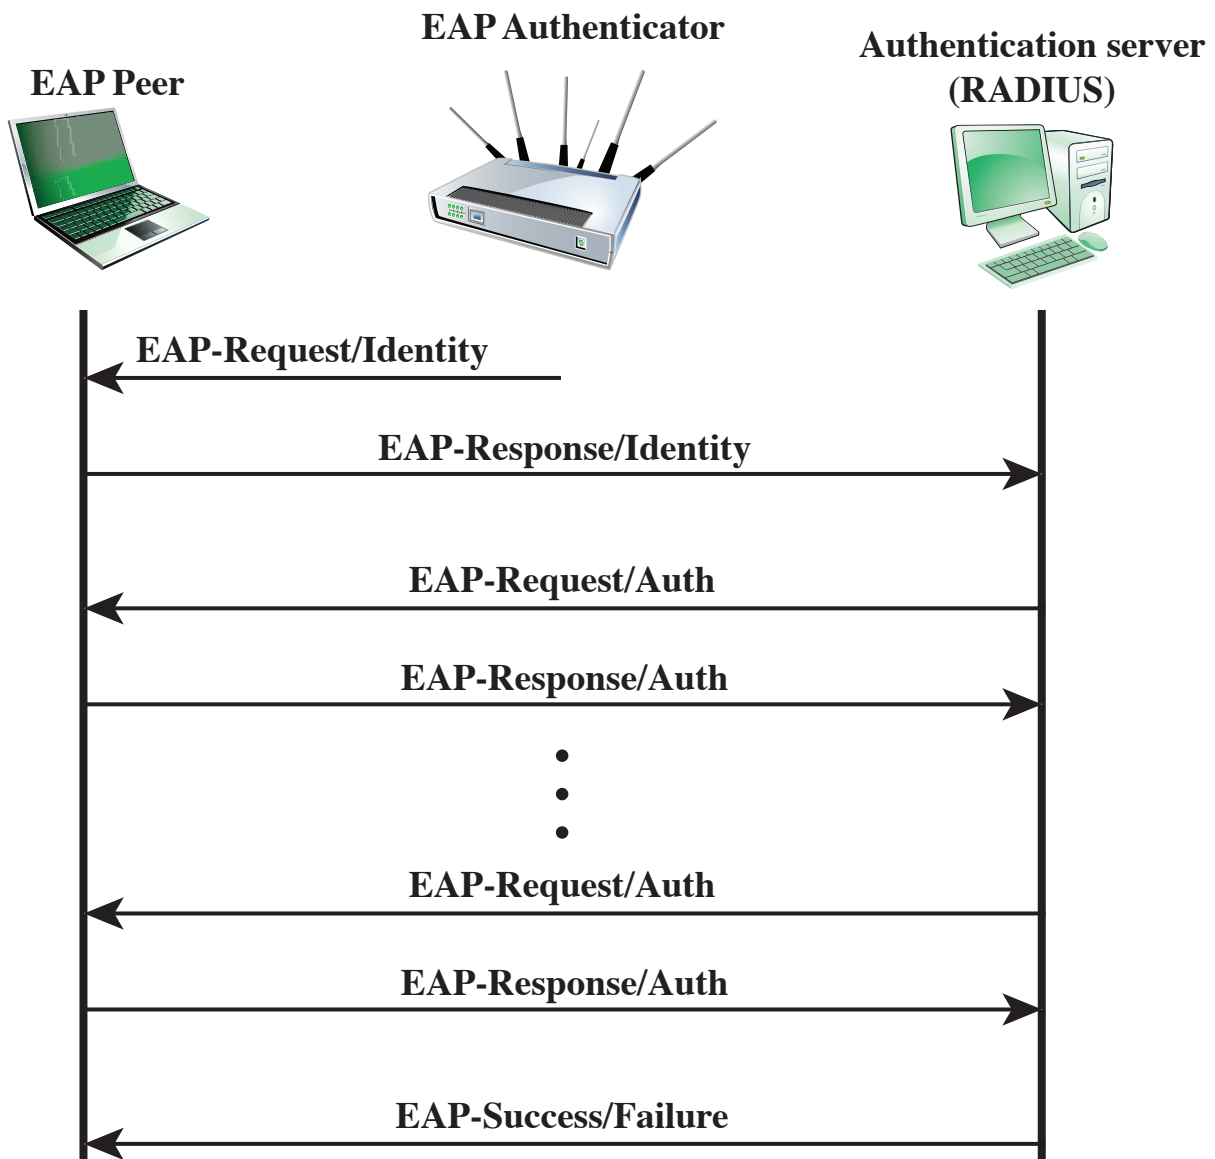 EAP Peer
EAP Authenticator
Authentication server
(RADIUS)
EAP-Request/Identity
EAP-Response/Identity
EAP-Request/Auth
EAP-Response/Auth
EAP-Request/Auth
EAP-Response/Auth
EAP-Success/Failure